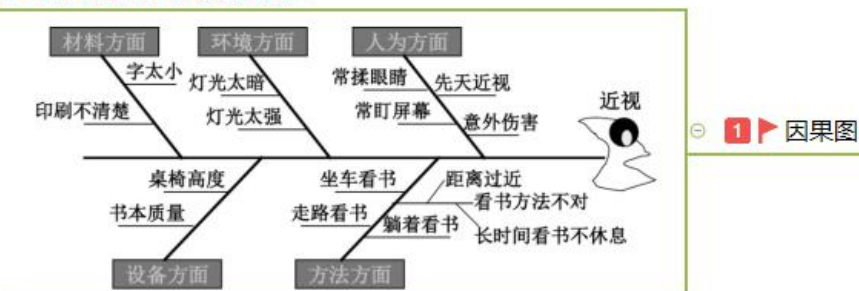 材料方面
环境方面
人为方面
字太小
印刷不清楚
灯光太暗
灯光太强
常揉眼睛
先天近视
常盯屏幕
意外伤害
近视
1
因果图
桌椅高度
书本质量
坐车看书
走路看书
躺着看书
距离过近
看书方法不对
长时间看书不休息
设备方面
方法方面